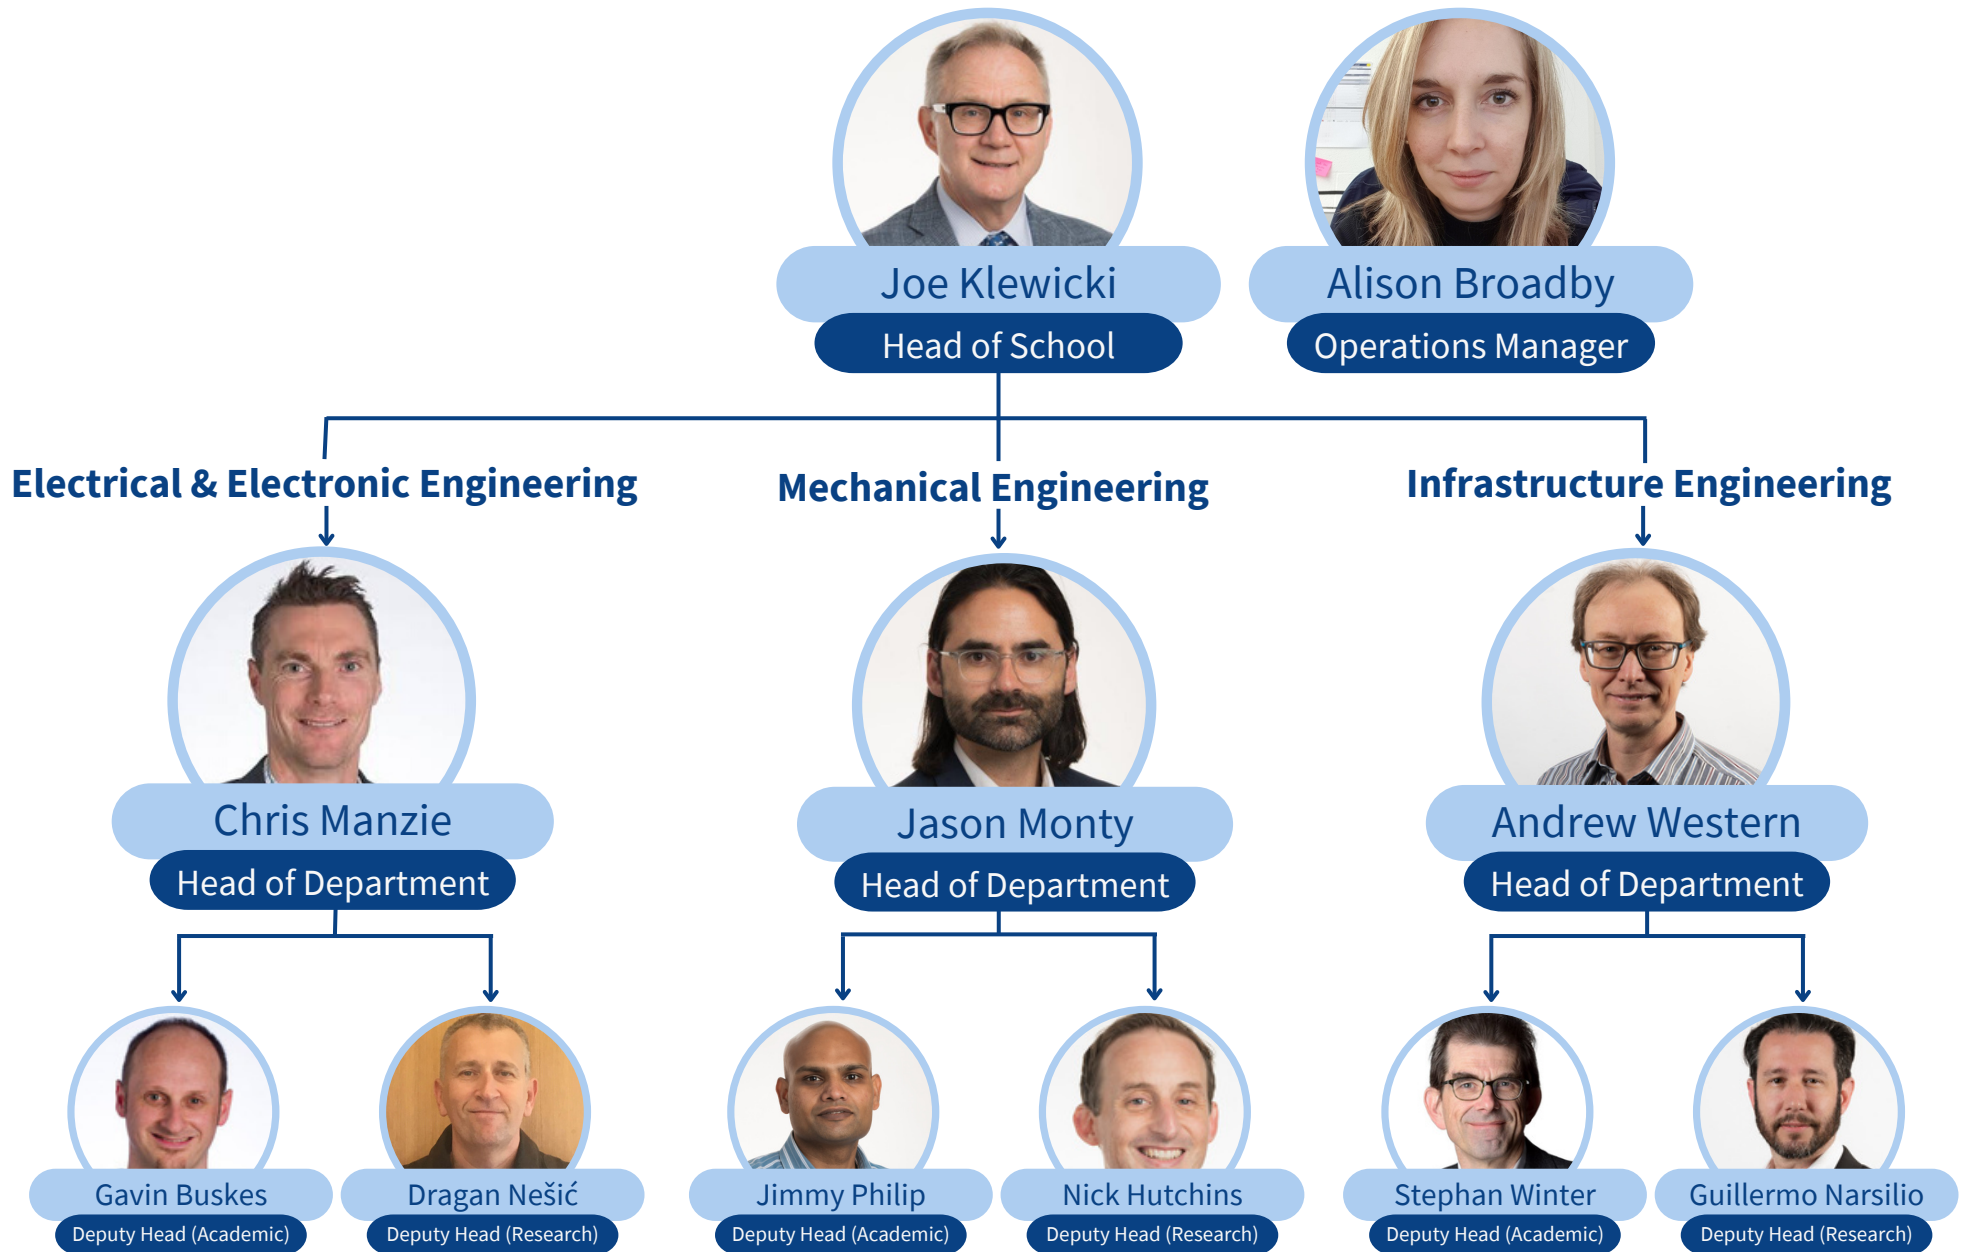 Joe Klewicki
Head of School
Alison Broadby
Operations Manager
Electrical & Electronic Engineering
Mechanical Engineering
Infrastructure Engineering
Chris Manzie
Head of Department
Jason Monty
Head of Department
Andrew Western
Head of Department
Gavin Buskes
Deputy Head (Academic)
Dragan Nešić
Deputy Head (Research)
Jimmy Philip
Deputy Head (Academic)
Nick Hutchins
Deputy Head (Research)
Stephan Winter
Deputy Head (Academic)
Guillermo Narsilio
Deputy Head (Research)